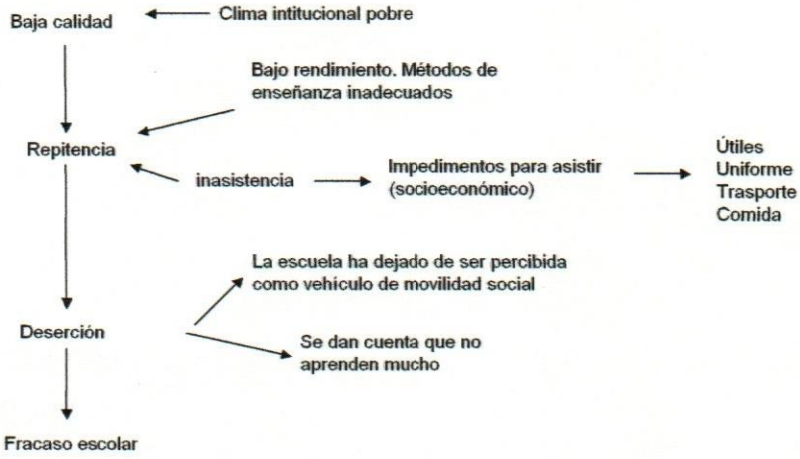 Baja calidad
Clima intitucional pobre
Bajo rendimiento. Métodos de
enseñanza inadecuados
Repitencia
inasistencia
Impedimentos para asistir
(socioeconómico)
Útiles
Uniforme
Trasporte
Comida
La escuela ha dejado de ser percibida
como vehículo de movilidad social
Deserción
Se dan cuenta que no
aprenden mucho
Fracaso escolar